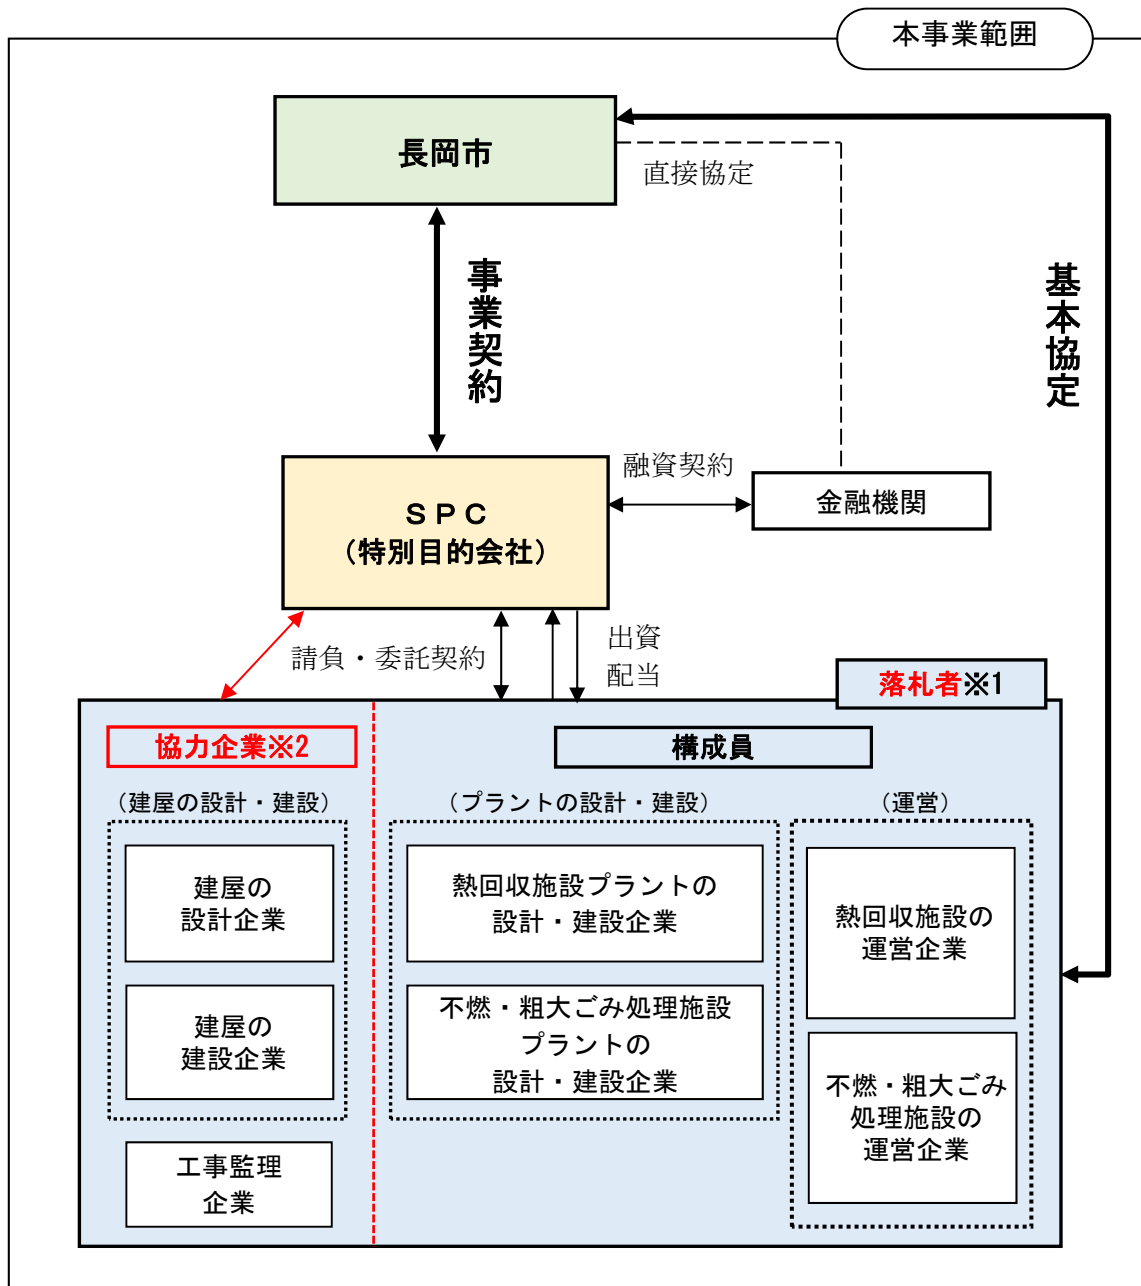 本事業範囲
長岡市
直接協定
事業契約
基本協定
融資契約
金融機関
ＳＰＣ
（特別目的会社）
請負・委託契約
出資
配当
落札者※1
協力企業※2
構成員
（建屋の設計・建設）
（プラントの設計・建設）
（運営）
建屋の
設計企業
熱回収施設プラントの
設計・建設企業
熱回収施設の
運営企業
建屋の
建設企業
不燃・粗大ごみ処理施設
プラントの
設計・建設企業
不燃・粗大ごみ
処理施設の
運営企業
工事監理
企業